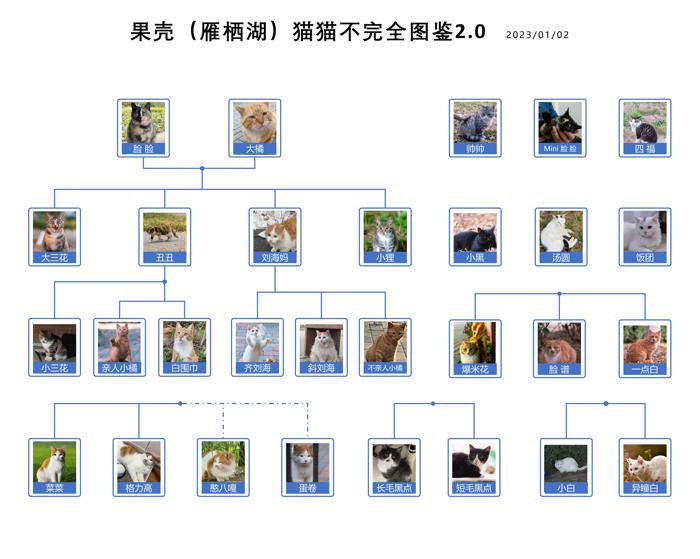 果壳（雁栖湖）猫猫不完全图鉴2.0 2023/01/02
脸 脸 大橘 帅帅 Mini 脸 脸 四 福
大三花 丑丑 刘海妈 小狸 小黑 汤圆 饭团
小三花 亲人小橘 白围巾 齐刘海 斜刘海 不亲人小橘 爆米花 脸 谱 一点白
菜菜 格力高 憨八嘎 蛋卷 长毛黑点 短毛黑点 小白 异瞳白